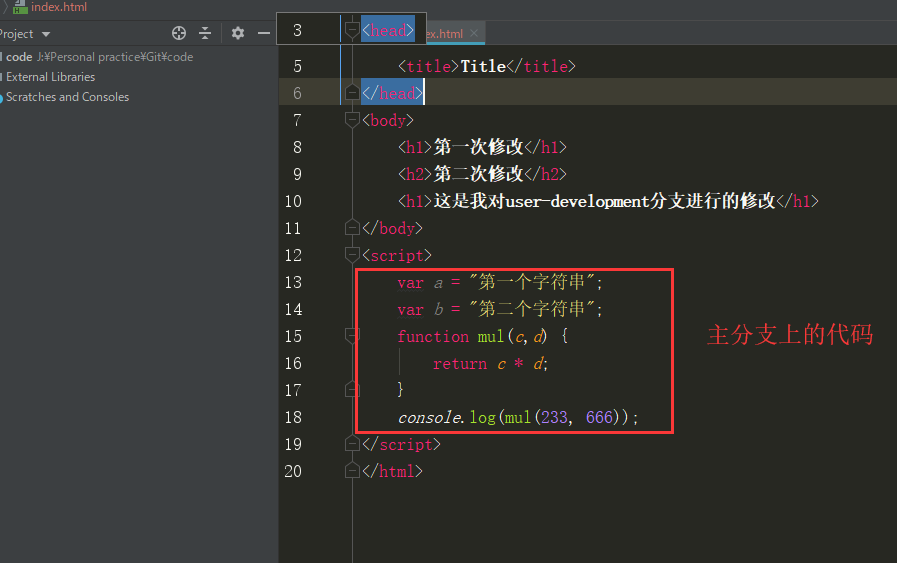 index.html
Project
code J:¥Personal practice¥Git¥code
External Libraries
Scratches and Consoles
ex.html ×
3 <head>
5 <title>Title</title>
6 </head>
7 <body>
8 <h1>第一次修改</h1>
9 <h2>第二次修改</h2>
10 <h1>这是我对user-development分支进行的修改</h1>
11 </body>
12 <script>
13 var a = "第一个字符串";
14 var b = "第二个字符串";
15 function mul(c,d) {
16 return c * d;
17 }
18 console.log(mul(233, 666));
19 </script>
20 </html>
主分支上的代码